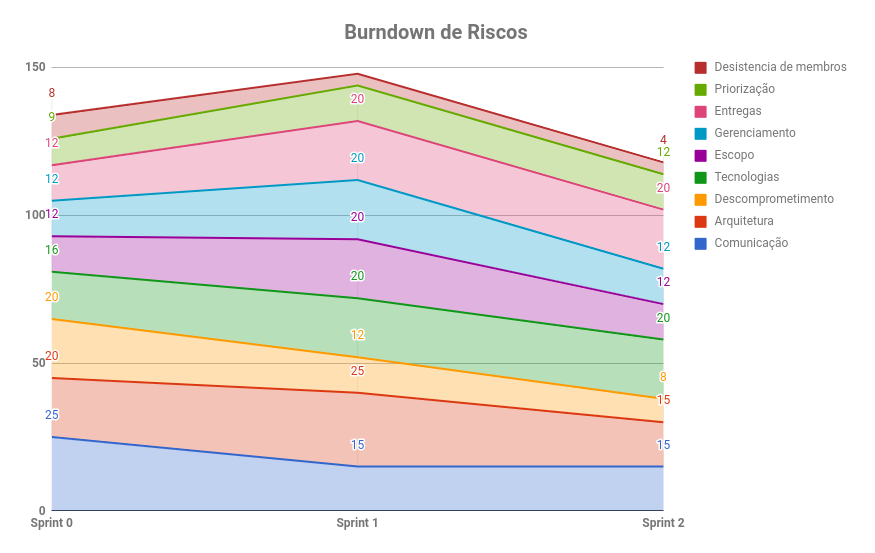 Burndown de Riscos
150
100
50
0
8
9
12
12
12
16
20
20
25
20
20
20
20
12
25
15
4
12
20
12
12
20
8
15
15
Sprint 0
Sprint 1
Sprint 2
Desistencia de membros
Priorização
Entregas
Gerenciamento
Escopo
Tecnologias
Descomprometimento
Arquitetura
Comunicação